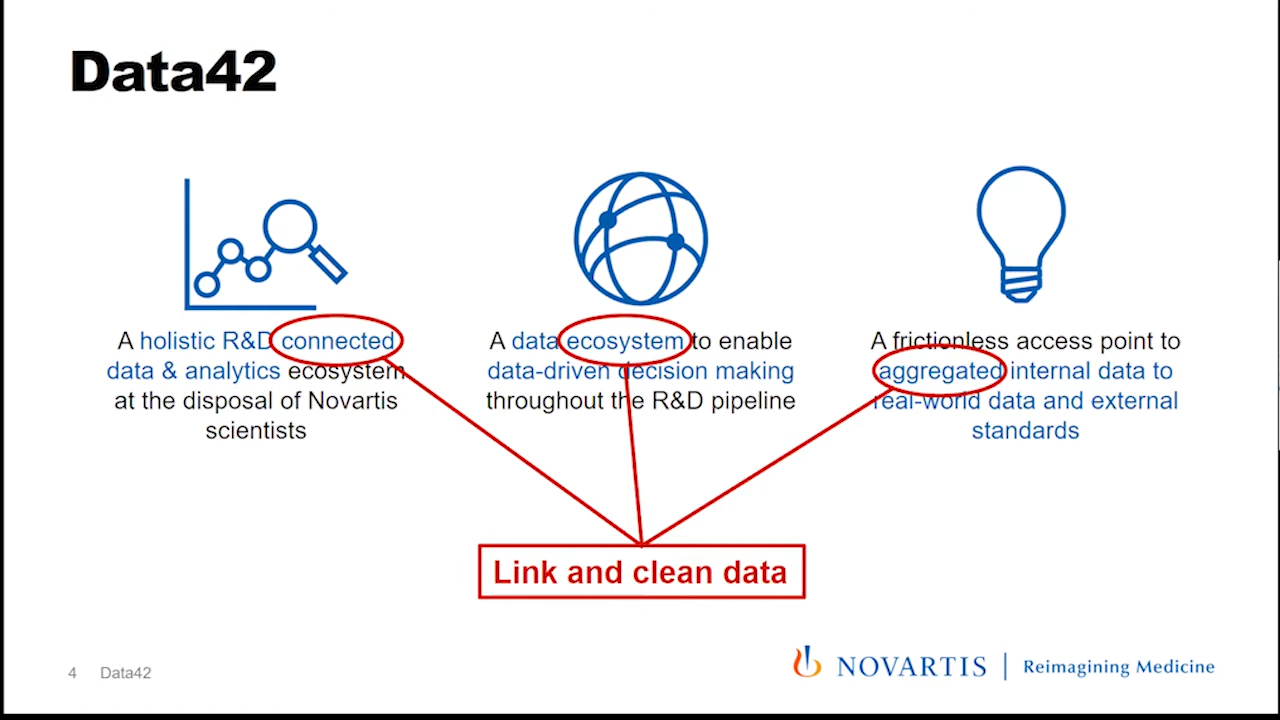 Data42
A holistic R&D connected
data & analytics ecosystem
at the disposal of Novartis
scientists
A data ecosystem to enable
data-driven decision making
throughout the R&D pipeline
A frictionless access point to
aggregated internal data to
real-world data and external
standards
Link and clean data
4 Data42
NOVARTIS | Reimagining Medicine